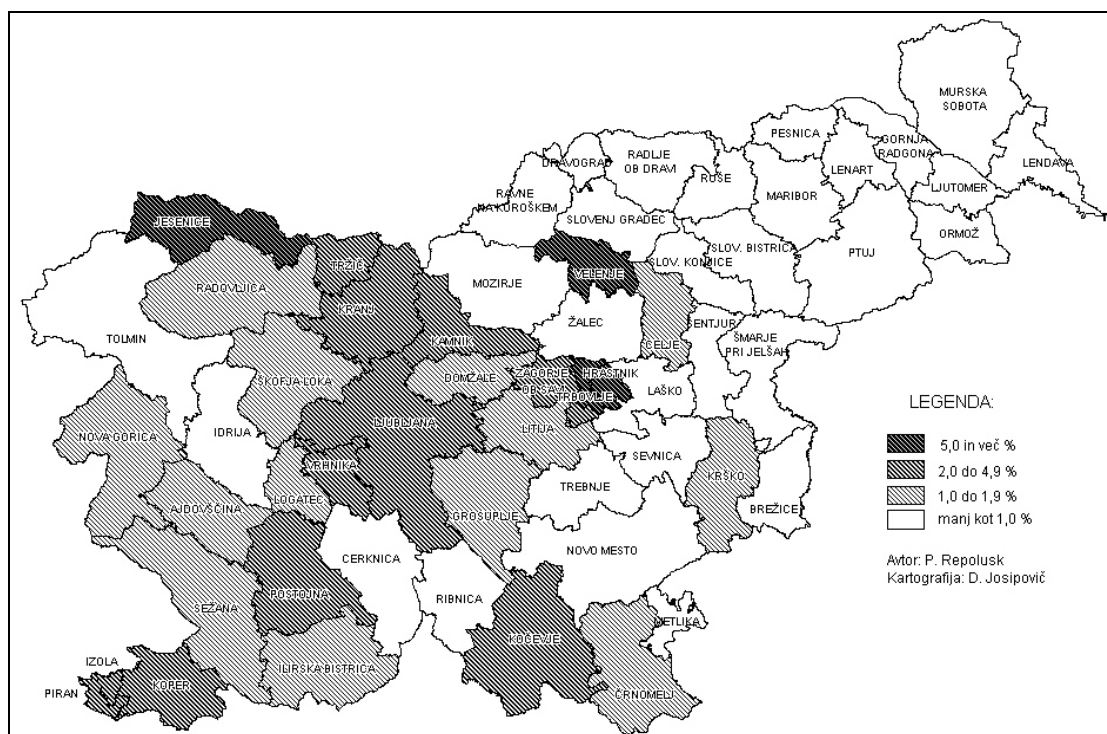 MURSKA
SOBOTA
PESNICA
GORNJA
RADGONA
DRAVOGRAD
RADLJE
OB DRAVI
RUŠE
LENART
LENDAVA
RAVNE
NA KOROŠKEM
MARIBOR
LJUTOMER
SLOVENJ GRADEC
JESENICE
ORMOŽ
SLOV. BISTRICA
PTUJ
SLOV. KONJICE
TRŽIČ
VELENJE
MOZIRJE
RADOVLJICA
KRANJ
ŽALEC
ŠENTJUR
TOLMIN
KAMNIK
CELJE
ŠMARJE
PRI JELŠAH
ŠKOFJA LOKA
DOMŽALE
ZAGORJE
OB SAVI
HRASTNIK
TRBOVLJE
LAŠKO
LJUBLJANA
LITIJA
NOVA GORICA
IDRIJA
SEVNICA
KRŠKO
VRHNIKA
TREBNJE
LOGATEC
AJDOVŠČINA
GROSUPLJE
BREŽICE
CERKNICA
NOVO MESTO
POSTOJNA
RIBNICA
SEŽANA
METLIKA
KOČEVJE
IZOLA
ILIRSKA BISTRICA
PIRAN
KOPER
ČRNOMELJ
LEGENDA:
5,0 in več %
2,0 do 4,9 %
1,0 do 1,9 %
manj kot 1,0 %
Avtor: P. Repolusk
Kartografija: D. Josipovič